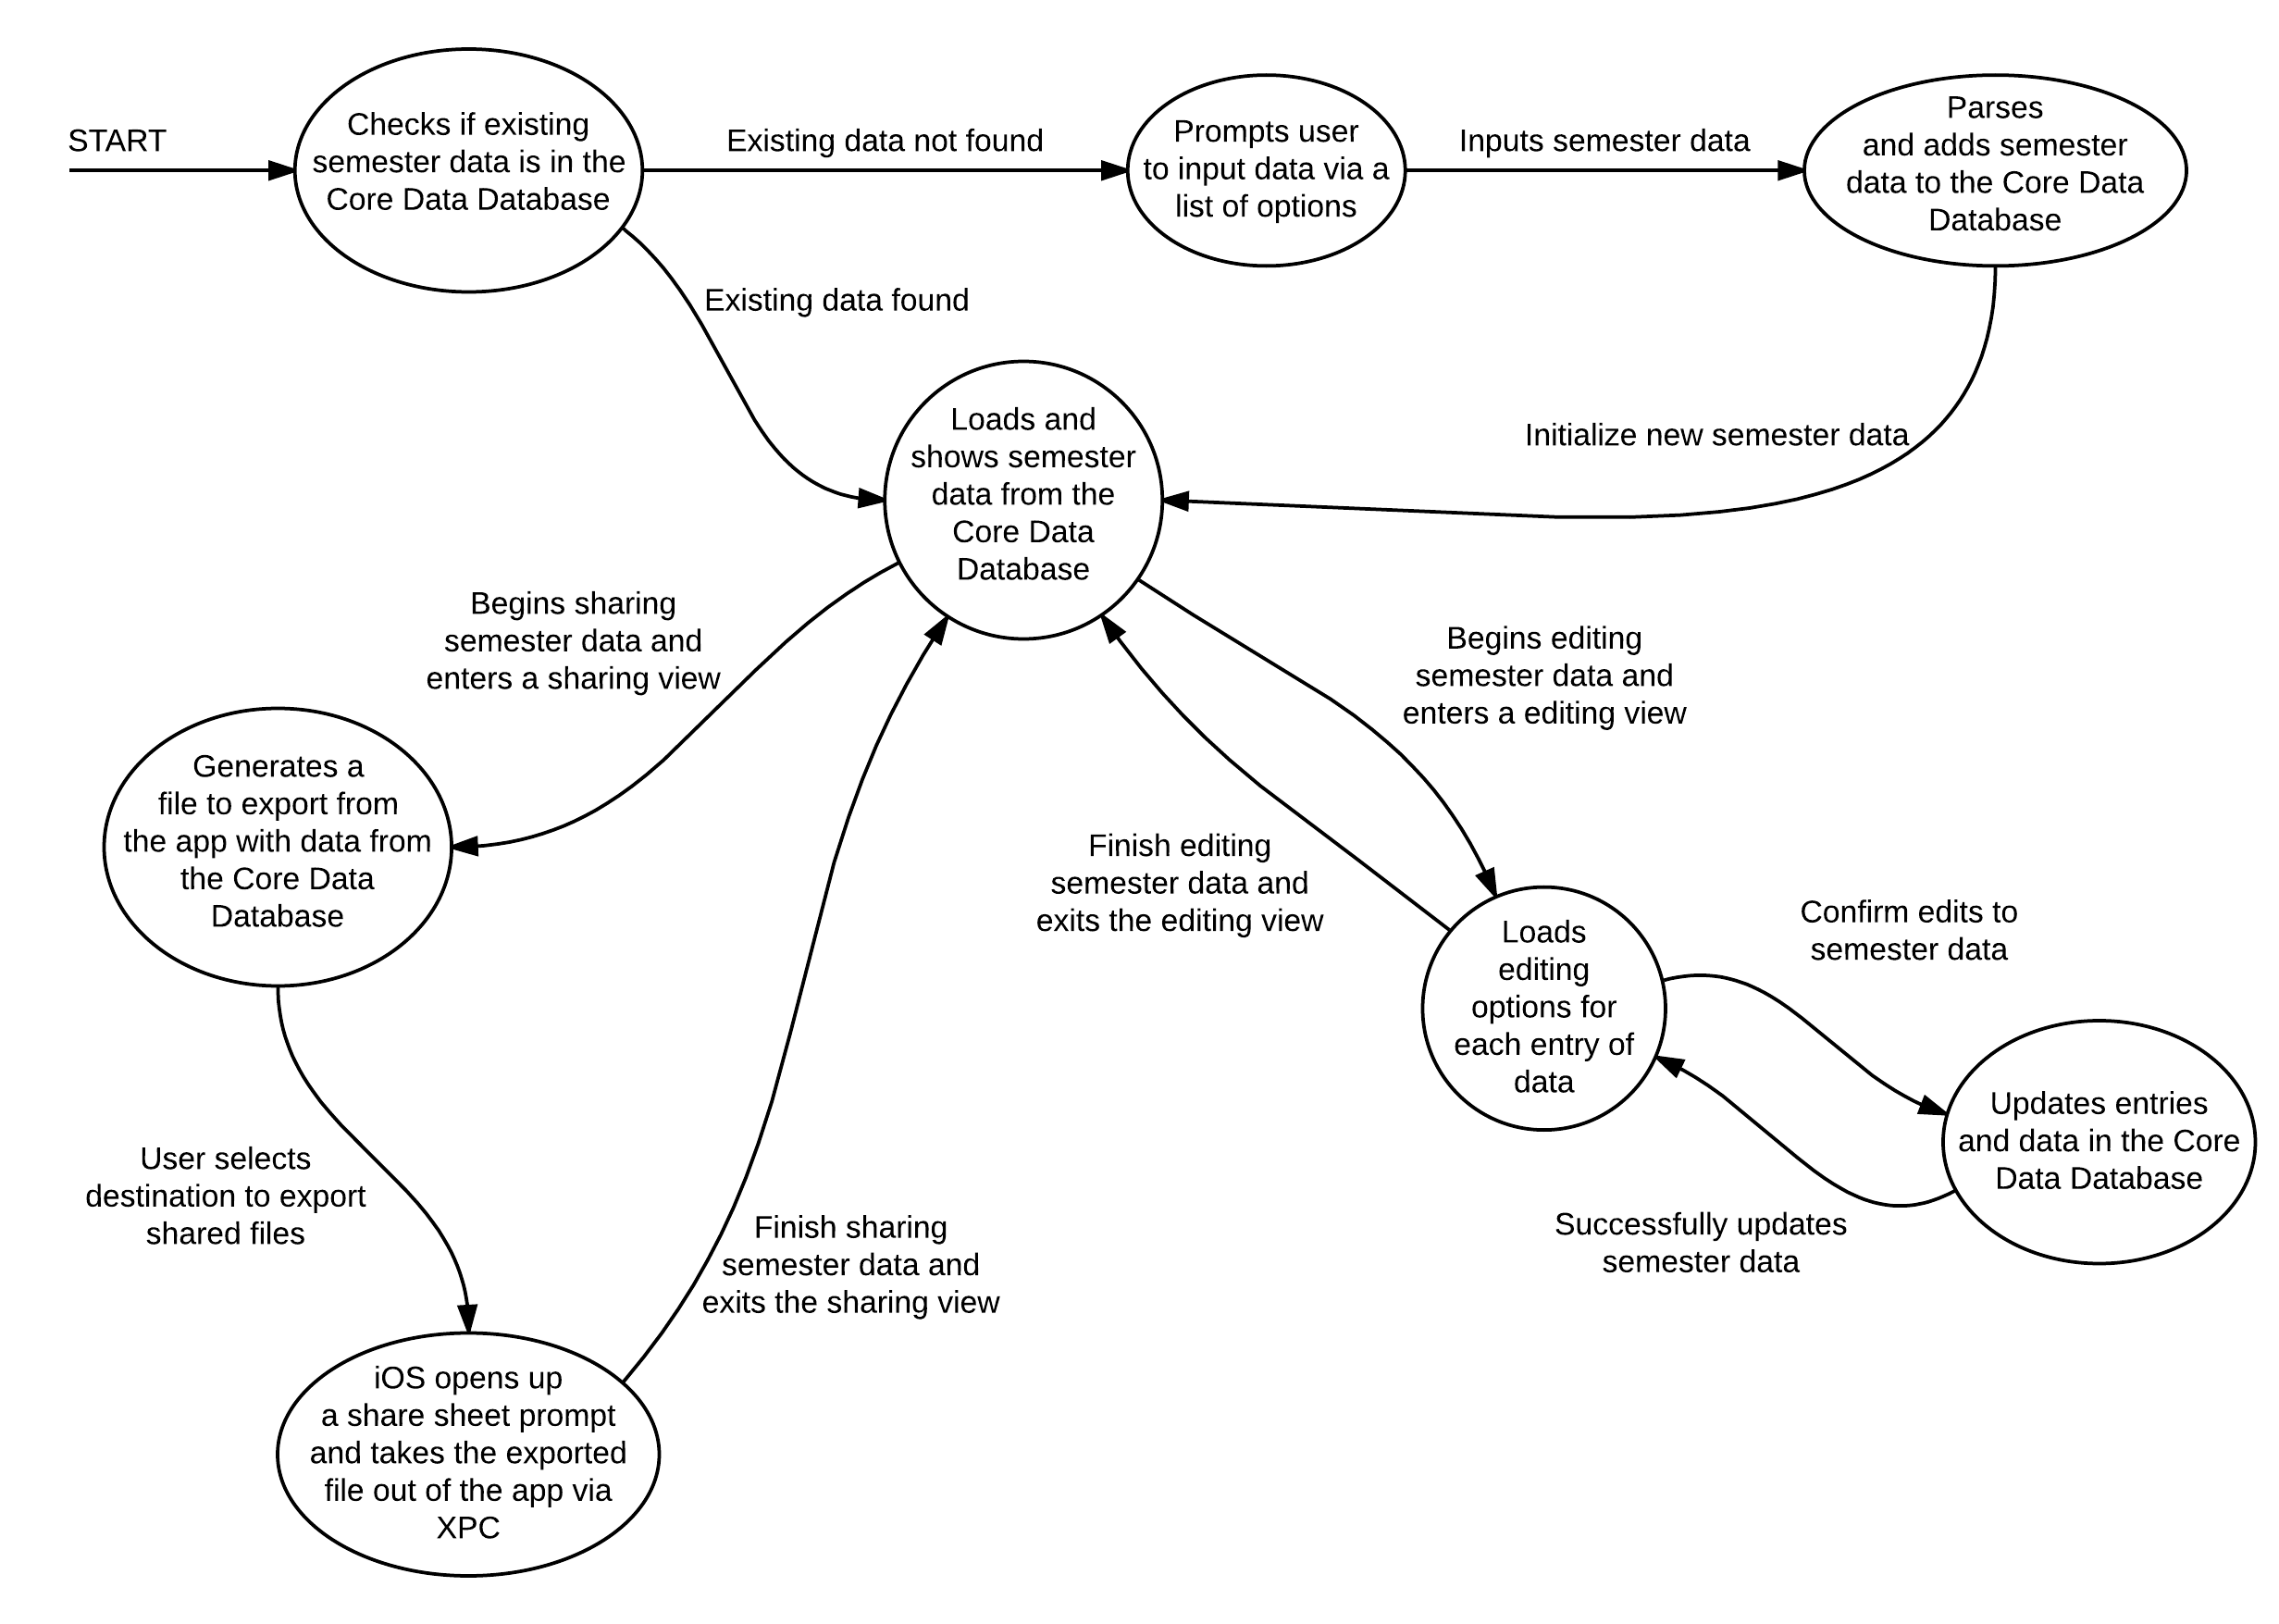 START
Checks if existing
semester data is in the
Core Data Database
Existing data not found
Prompts user
to input data via a
list of options
Inputs semester data
Parses
and adds semester
data to the Core Data
Database
Existing data found
Loads and
shows semester
data from the
Core Data
Database
Initialize new semester data
Begins sharing
semester data and
enters a sharing view
Begins editing
semester data and
enters a editing view
Generates a
file to export from
the app with data from
the Core Data
Database
Finish editing
semester data and
exits the editing view
Loads
editing
options for
each entry of
data
Confirm edits to
semester data
Updates entries
and data in the Core
Data Database
Successfully updates
semester data
User selects
destination to export
shared files
Finish sharing
semester data and
exits the sharing view
iOS opens up
a share sheet prompt
and takes the exported
file out of the app via
XPC